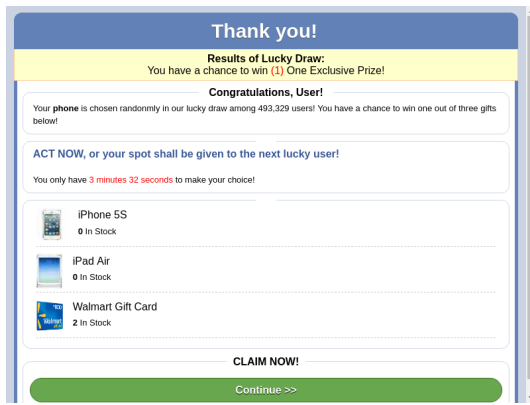 Thank you!
Results of Lucky Draw:
You have a chance to win (1) One Exclusive Prize!
Congratulations, User!
Your phone is chosen randonmly in our lucky draw among 493,329 users! You have a chance to win one out of three gifts
below!
ACT NOW, or your spot shall be given to the next lucky user!
You only have 3 minutes 32 seconds to make your choice!
iPhone 5S
0 In Stock
iPad Air
0 In Stock
Walmart
Walmart Gift Card
2 In Stock
CLAIM NOW!
Continue >>